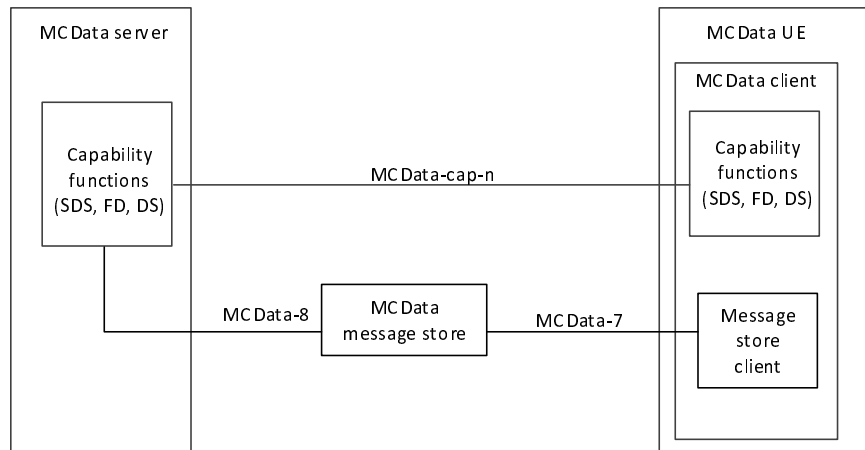 MCData server
MCData UE
MCData client
Capability
functions
(SDS, FD, DS)
MCData-cap-n
Capability
functions
(SDS, FD, DS)
MCData-8
MCData
message store
MCData-7
Message
store
client